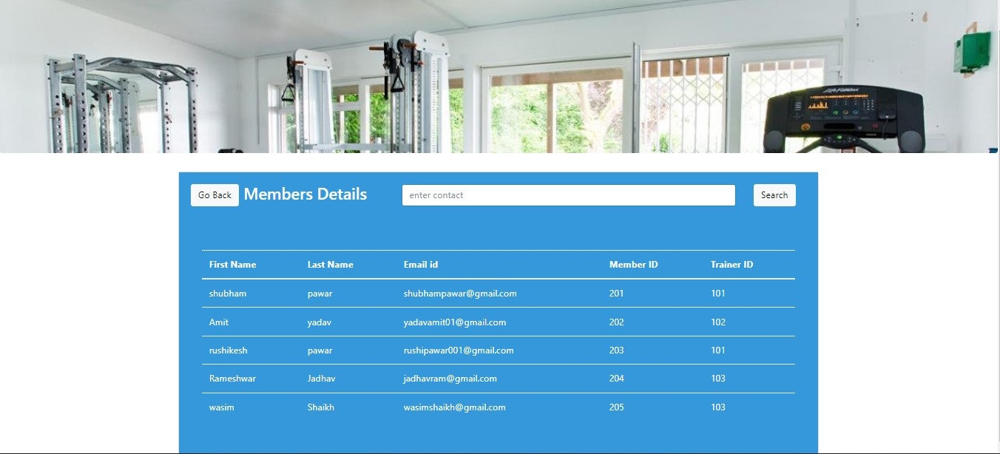 Life Fitness
Go Back Members Details enter contact Search
First Name Last Name Email id Member ID Trainer ID
shubham pawar shubhampawar@gmail.com 201 101
Amit yadav yadavamit01@gmail.com 202 102
rushikesh pawar rushipawar001@gmail.com 203 101
Rameshwar Jadhav jadhavram@gmail.com 204 103
wasim Shaikh wasimshaikh@gmail.com 205 103